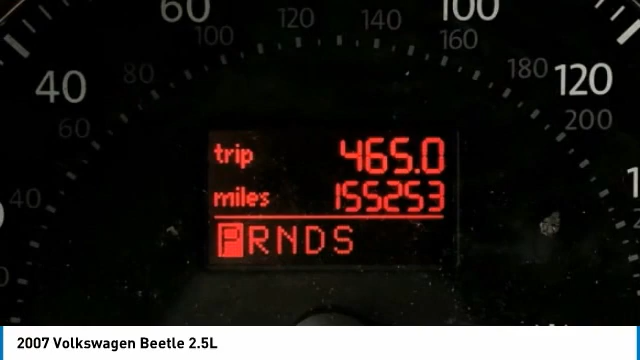 60 100
120 140
100 160
40 80 180 120
60 200
40
trip 465.0
miles 155253
PRNDS
2007 Volkswagen Beetle 2.5L